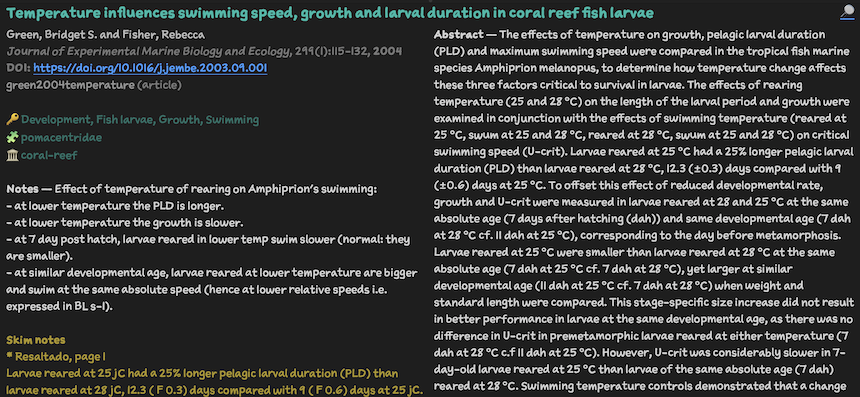 Temperature influences swimming speed, growth and larval duration in coral reef fish larvae
Green, Bridget S. and Fisher, Rebecca
Journal of Experimental Marine Biology and Ecology, 299(1):115-132, 2004
DOI: https://doi.org/10.1016/j.jembe.2003.09.001
green2004temperature (article)
Development, Fish larvae, Growth, Swimming
pomacentridae
coral-reef
Notes — Effect of temperature of rearing on Amphiprion's swimming:
- at lower temperature the PLD is longer.
- at lower temperature the growth is slower.
- at 7 day post hatch, larvae reared in lower temp swim slower (normal: they
are smaller).
- at similar developmental age, larvae reared at lower temperature are bigger
and swim at the same absolute speed (hence at lower relative speeds i.e.
expressed in BL s-1).
Skim notes
* Resaltado, page 1
Larvae reared at 25 jC had a 25% longer pelagic larval duration (PLD) than
larvae reared at 28 jC, 12.3 ( F 0.3) days compared with 9 ( F 0.6) days at 25 jC.
Abstract — The effects of temperature on growth, pelagic larval duration
(PLD) and maximum swimming speed were compared in the tropical fish marine
species Amphiprion melanopus, to determine how temperature change affects
these three factors critical to survival in larvae. The effects of rearing
temperature (25 and 28 °C) on the length of the larval period and growth were
examined in conjunction with the effects of swimming temperature (reared at
25 °C, swum at 25 and 28 °C, reared at 28 °C, swum at 25 and 28 °C) on critical
swimming speed (U-crit). Larvae reared at 25 °C had a 25% longer pelagic larval
duration (PLD) than larvae reared at 28 °C, 12.3 (±0.3) days compared with 9
(±0.6) days at 25 °C. To offset this effect of reduced developmental rate,
growth and U-crit were measured in larvae reared at 28 and 25 °C at the same
absolute age (7 days after hatching (dah)) and same developmental age (7 dah
at 28 °C cf. 11 dah at 25 °C), corresponding to the day before metamorphosis.
Larvae reared at 25 °C were smaller than larvae reared at 28 °C at the same
absolute age (7 dah at 25 °C cf. 7 dah at 28 °C), yet larger at similar
developmental age (11 dah at 25 °C cf. 7 dah at 28 °C) when weight and
standard length were compared. This stage-specific size increase did not result
in better performance in larvae at the same developmental age, as there was no
difference in U-crit in premetamorphic larvae reared at either temperature (7
dah at 28 °C c.f 11 dah at 25 °C). However, U-crit was considerably slower in 7-
day-old larvae reared at 25 °C than larvae of the same absolute age (7 dah)
reared at 28 °C. Swimming temperature controls demonstrated that a change